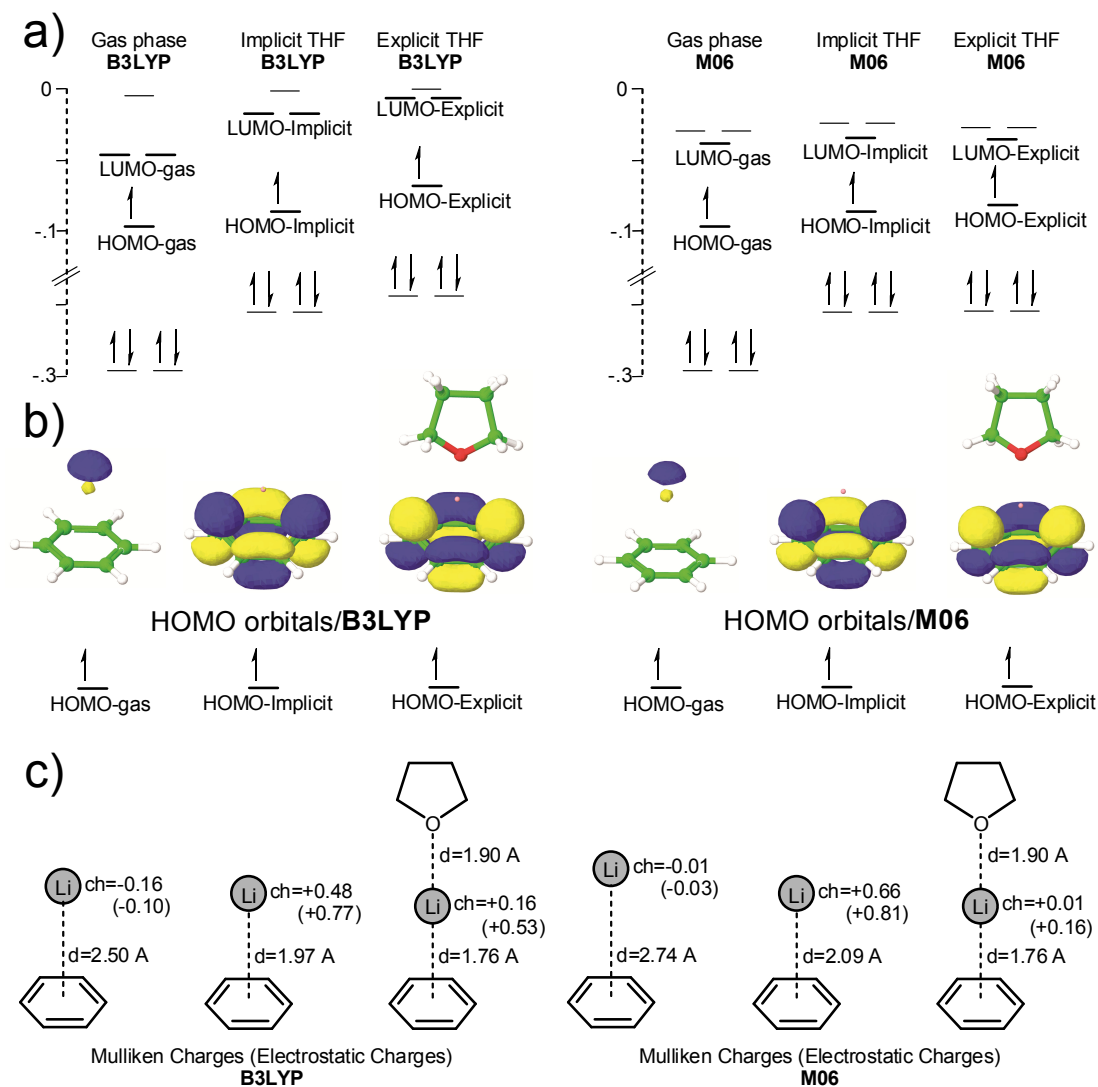 a)
Gas phase
B3LYP
Implicit THF
B3LYP
Explicit THF
B3LYP
0
-.1
-.3
LUMO-gas
HOMO-gas
LUMO-Implicit
HOMO-Implicit
LUMO-Explicit
HOMO-Explicit
Gas phase
M06
Implicit THF
M06
Explicit THF
M06
0
-.1
-.3
LUMO-gas
HOMO-gas
LUMO-Implicit
HOMO-Implicit
LUMO-Explicit
HOMO-Explicit
b)
HOMO orbitals/B3LYP
HOMO-gas
HOMO-Implicit
HOMO-Explicit
HOMO orbitals/M06
HOMO-gas
HOMO-Implicit
HOMO-Explicit
c)
Li
ch=-0.16
(-0.10)
d=2.50 A
Li
ch=+0.48
(+0.77)
d=1.97 A
O
d=1.90 A
Li
ch=+0.16
(+0.53)
d=1.76 A
Mulliken Charges (Electrostatic Charges)
B3LYP
Li
ch=-0.01
(-0.03)
d=2.74 A
Li
ch=+0.66
(+0.81)
d=2.09 A
O
d=1.90 A
Li
ch=+0.01
(+0.16)
d=1.76 A
Mulliken Charges (Electrostatic Charges)
M06